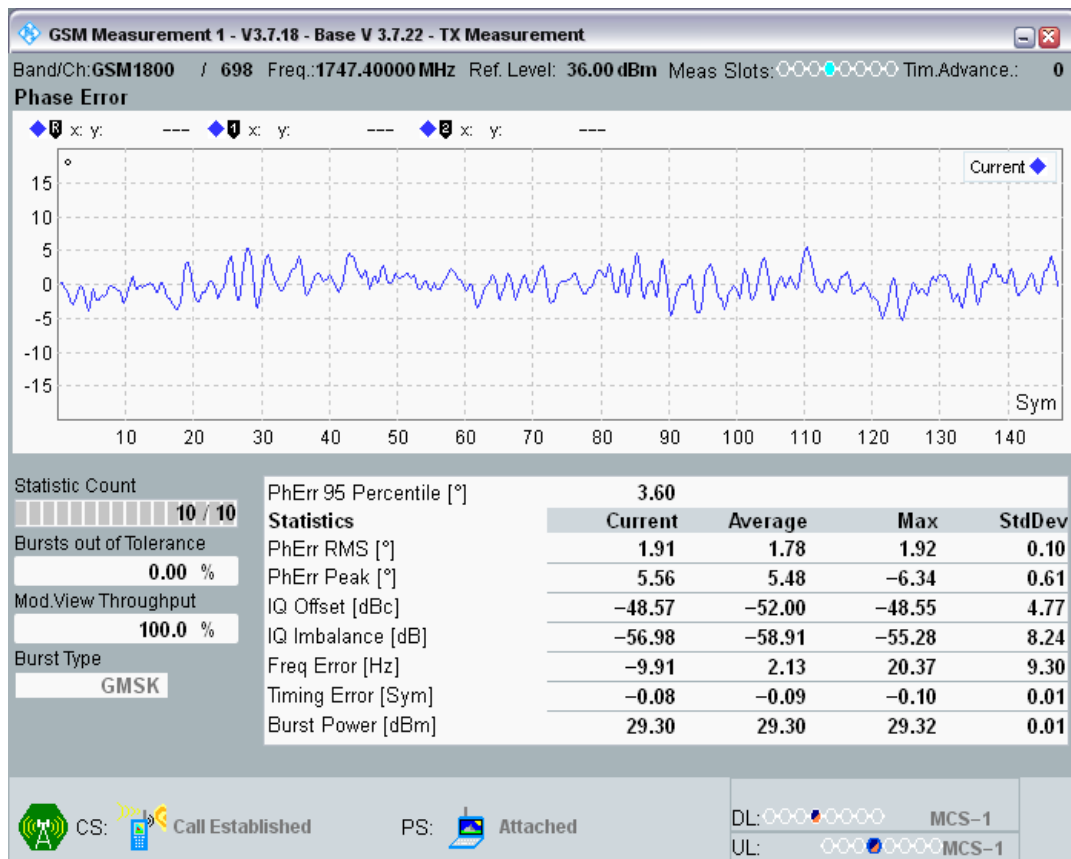 GSM Measurement 1 - V3.7.18 - Base V 3.7.22 - TX Measurement
Band/Ch:GSM1800 / 698 Freq.:1747.40000 MHz Ref. Level: 36.00 dBm Meas Slots: Tim.Advance.: 0
Phase Error
R x: y: --- 1 x: y: --- 2 x: y: ---
°
Current
15
10
5
0
-5
-10
-15
Sym
10 20 30 40 50 60 70 80 90 100 110 120 130 140
Statistic Count
10 / 10
Bursts out of Tolerance
0.00 %
Mod.View Throughput
100.0 %
Burst Type
GMSK
PhErr 95 Percentile [°] 3.60
Statistics Current Average Max StdDev
PhErr RMS [°] 1.91 1.78 1.92 0.10
PhErr Peak [°] 5.56 5.48 −6.34 0.61
IQ Offset [dBc] −48.57 −52.00 −48.55 4.77
IQ Imbalance [dB] −56.98 −58.91 −55.28 8.24
Freq Error [Hz] −9.91 2.13 20.37 9.30
Timing Error [Sym] −0.08 −0.09 −0.10 0.01
Burst Power [dBm] 29.30 29.30 29.32 0.01
CS: Call Established PS: Attached
DL: MCS−1
UL: MCS−1